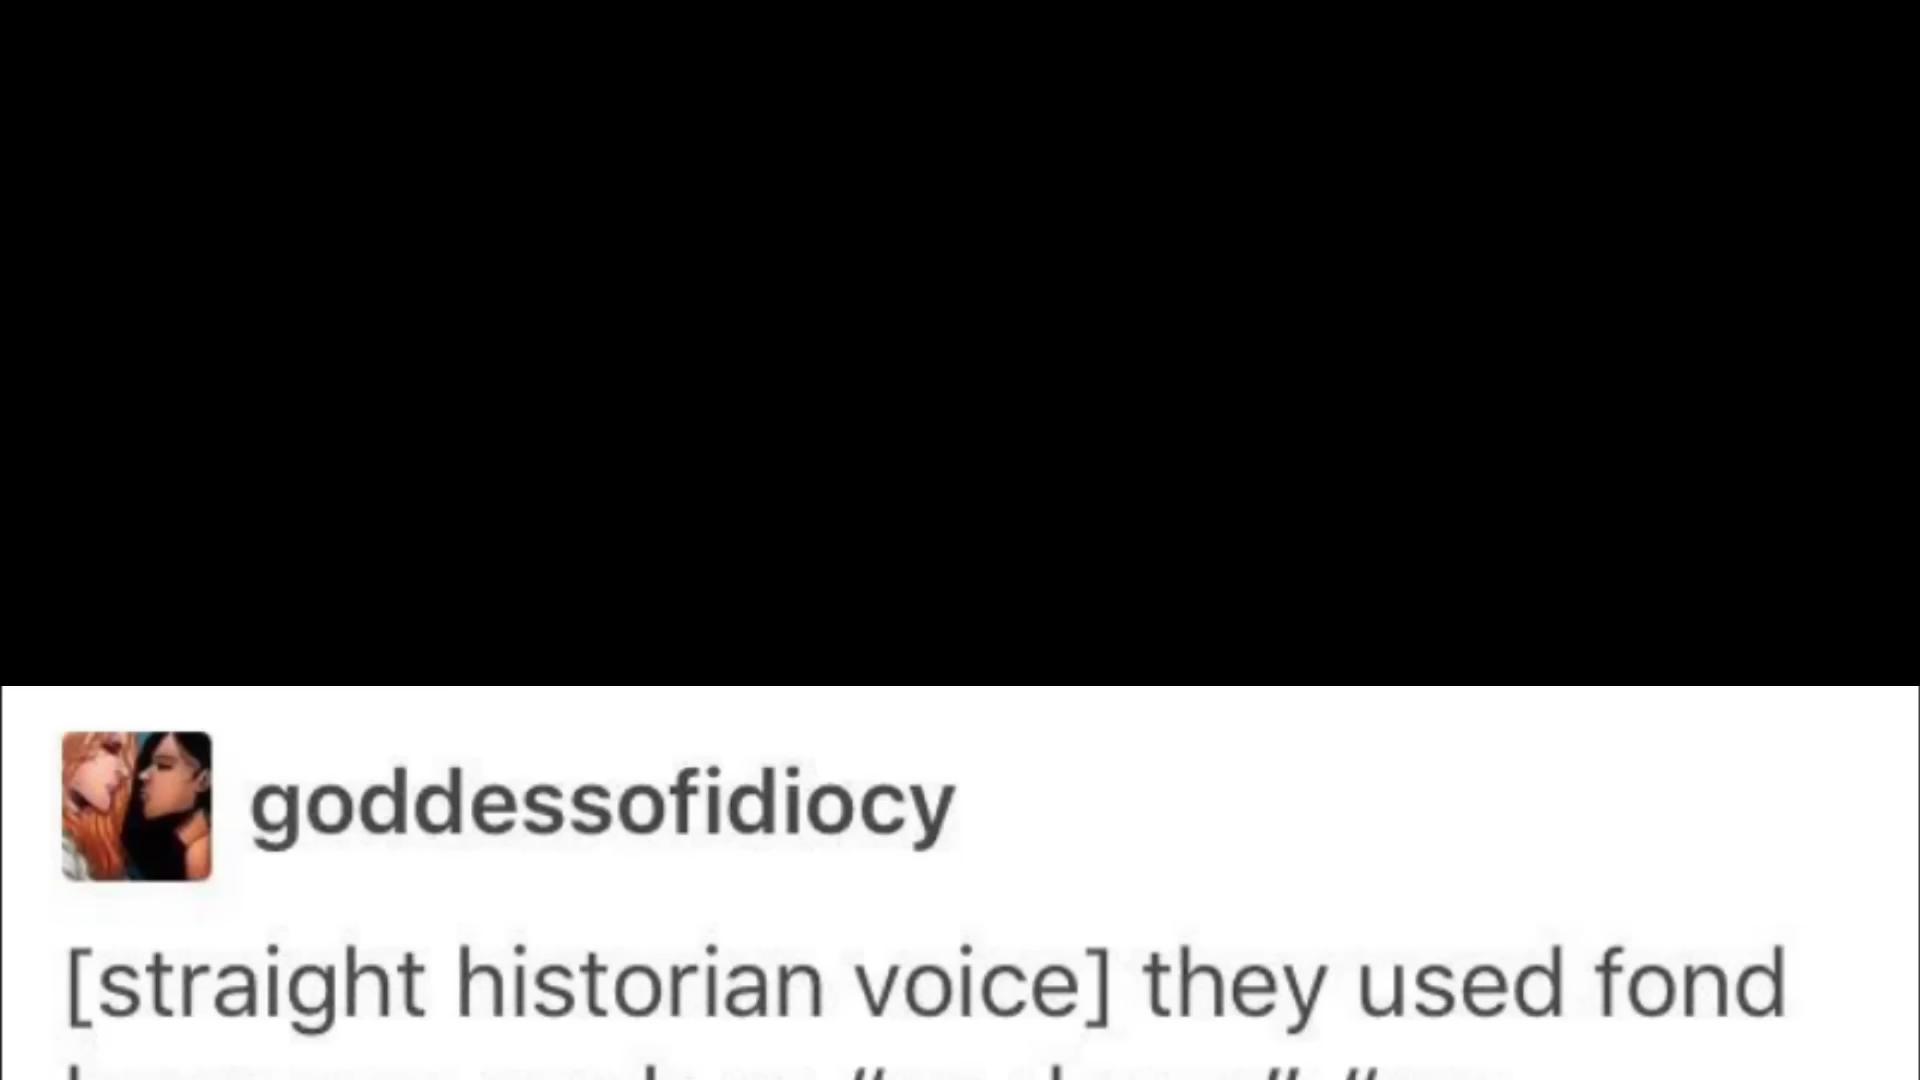 goddessofidiocy
[straight historian voice] they used fond